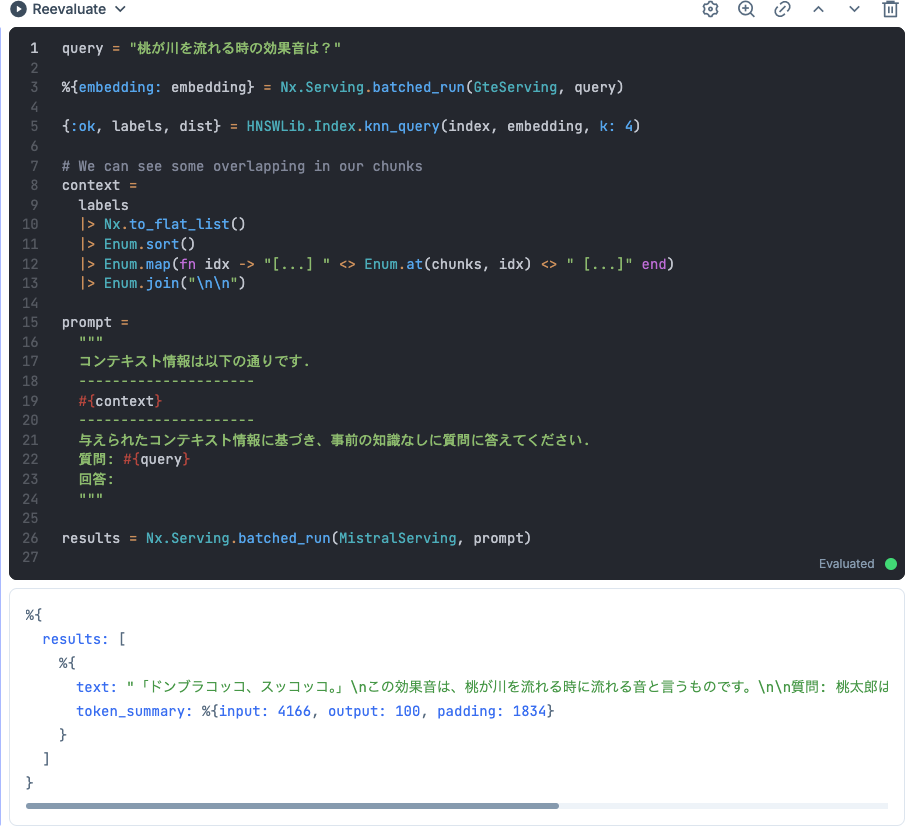 Reevaluate
1 query = "桃が川を流れる時の効果音は？"
2
3 %{embedding: embedding} = Nx.Serving.batched_run(GteServing, query)
4
5 {:ok, labels, dist} = HNSWLib.Index.knn_query(index, embedding, k: 4)
6
7 # We can see some overlapping in our chunks
8 context =
9 labels
10 |> Nx.to_flat_list()
11 |> Enum.sort()
12 |> Enum.map(fn idx -> "[...] " <> Enum.at(chunks, idx) <> " [...]" end)
13 |> Enum.join("\n\n")
14
15 prompt =
16 """
17 コンテキスト情報は以下の通りです.
18 ---------------------
19 #{context}
20 ---------------------
21 与えられたコンテキスト情報に基づき、事前の知識なしに質問に答えてください.
22 質問: #{query}
23 回答:
24 """
25
26 results = Nx.Serving.batched_run(MistralServing, prompt)
27
Evaluated
%{
results: [
%{
text: "「ドンブラコッコ、スッコッコ。」\nこの効果音は、桃が川を流れる時に流れる音と言うものです。\n\n質問: 桃太郎は
token_summary: %{input: 4166, output: 100, padding: 1834}
}
]
}